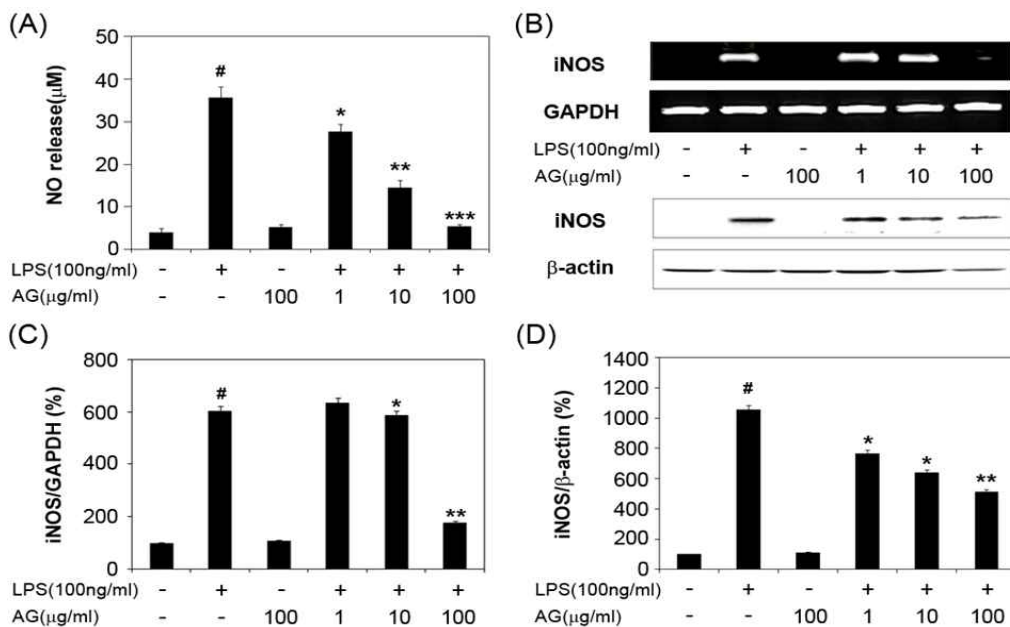 (A)
50
40
30
20
10
0
NO release(μM)
#
*
**
***
LPS(100ng/ml) - + - + + +
AG(μg/ml) - - 100 1 10 100
(B)
iNOS
GAPDH
LPS(100ng/ml) - + - + + +
AG(μg/ml) - - 100 1 10 100
iNOS
β-actin
(C)
800
600
400
200
0
iNOS/GAPDH (%)
#
*
**
LPS(100ng/ml) - + - + + +
AG(μg/ml) - - 100 1 10 100
(D)
1400
1200
1000
800
600
400
200
0
iNOS/β-actin (%)
#
*
*
**
LPS(100ng/ml) - + - + + +
AG(μg/ml) - - 100 1 10 100